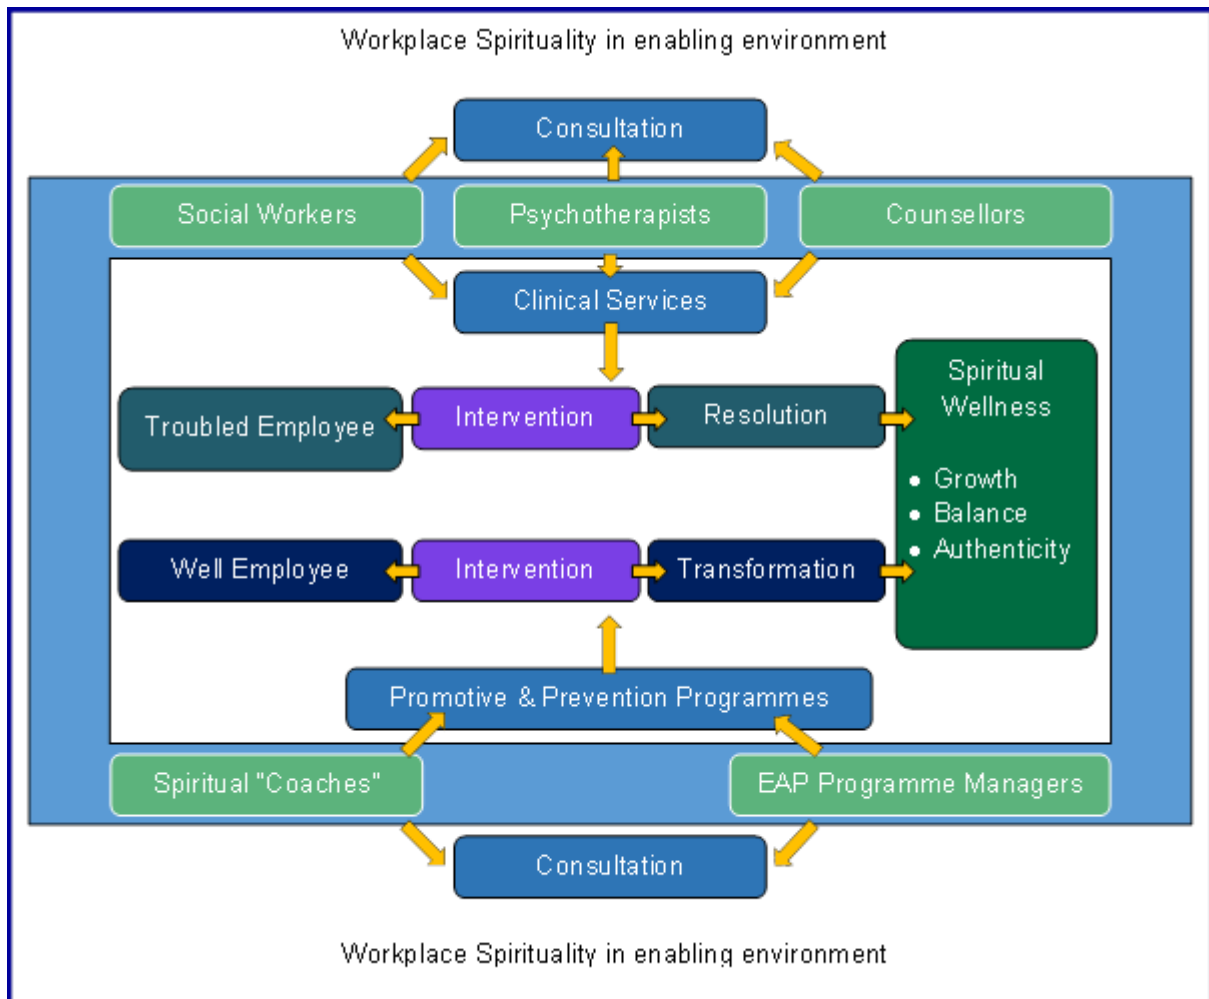 Workplace Spirituality in enabling environment
Consultation
Social Workers
Psychotherapists
Counsellors
Clinical Services
Spiritual
Wellness
• Growth
• Balance
• Authenticity
Troubled Employee
Intervention
Resolution
Well Employee
Intervention
Transformation
Promotive & Prevention Programmes
Spiritual "Coaches"
EAP Programme Managers
Consultation
Workplace Spirituality in enabling environment